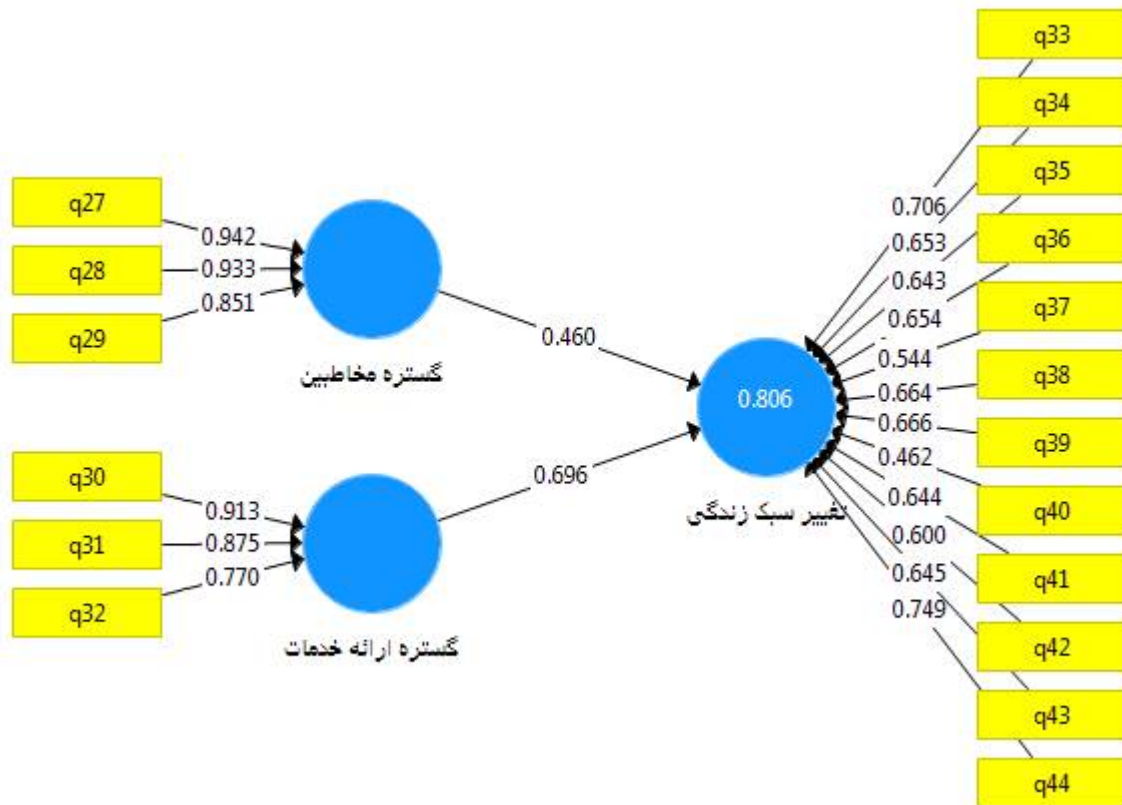 q27
q28
q29
0.942
0.933
0.851
گستره مخاطبین
q30
q31
q32
0.913
0.875
0.770
گستره ارائه خدمات
0.460
0.696
0.806
تغییر سبک زندگی
0.706
0.653
0.643
0.654
0.544
0.664
0.666
0.462
0.644
0.600
0.645
0.749
q33
q34
q35
q36
q37
q38
q39
q40
q41
q42
q43
q44